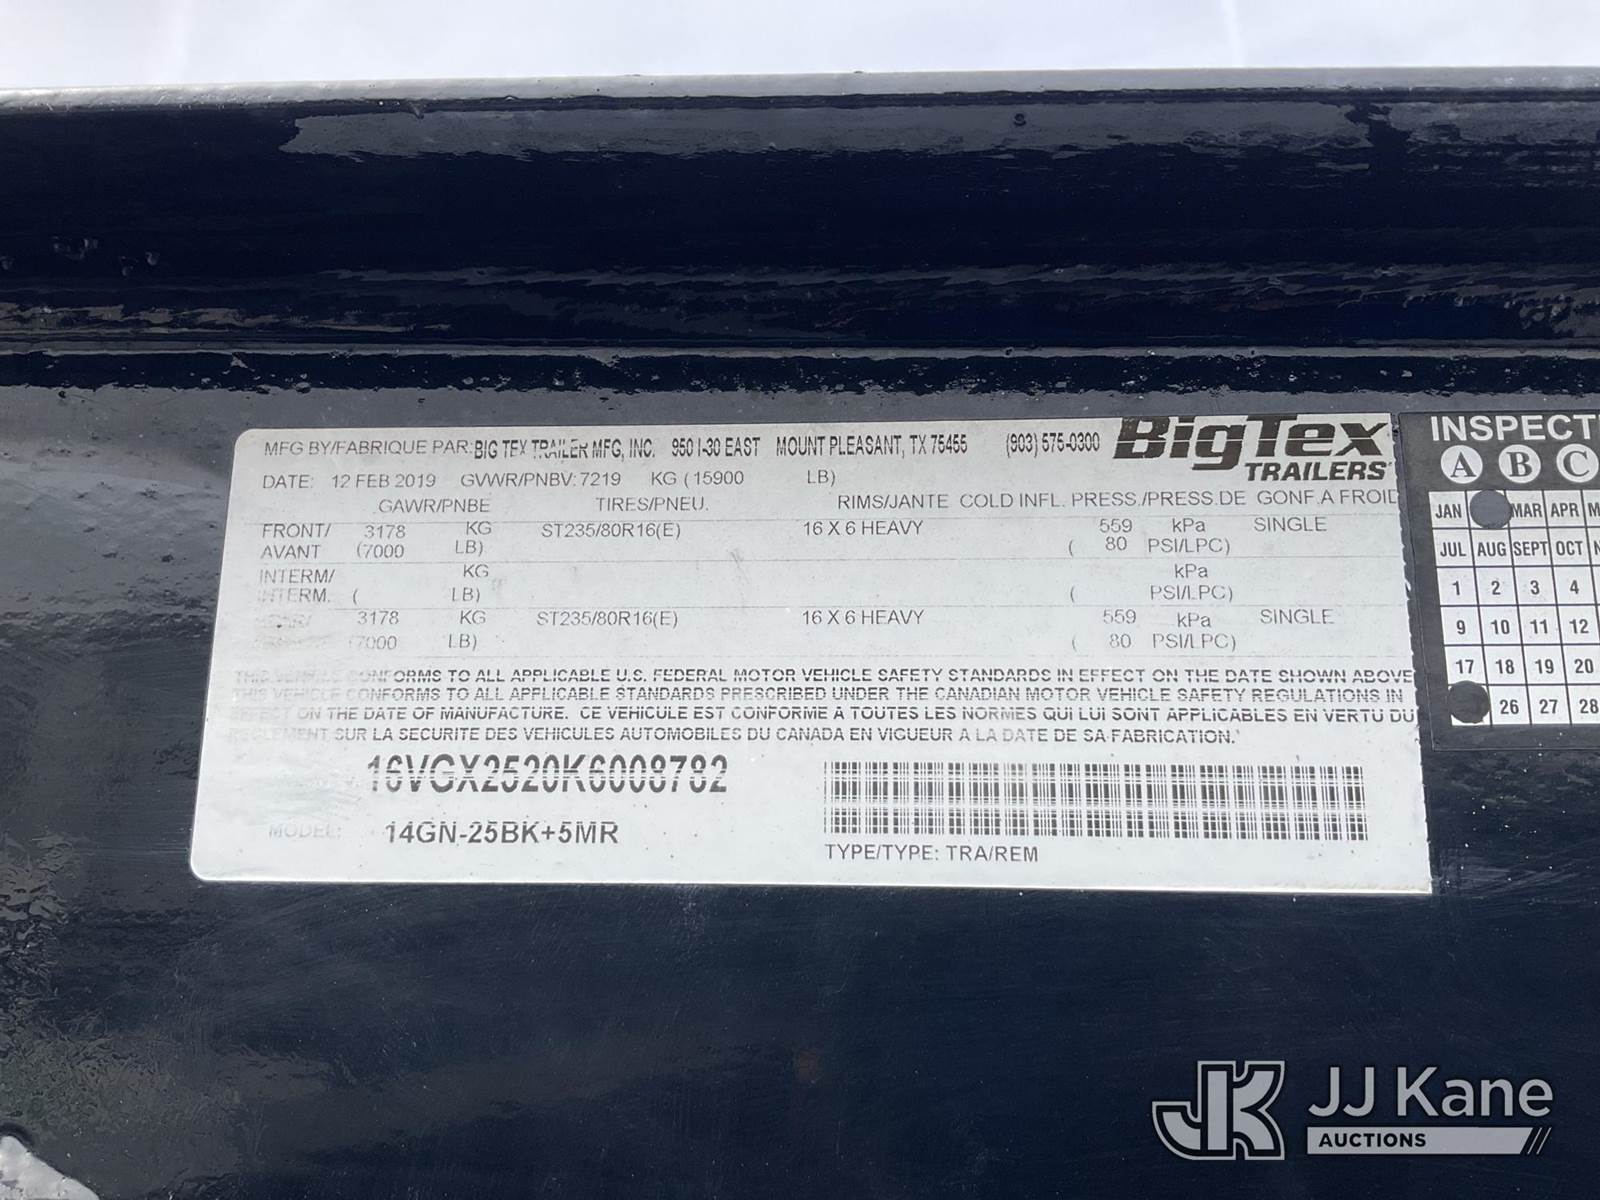 MFG BY/FABRIQUE PAR: BIG TEX TRAILER MFG, INC. 950 I-30 EAST MOUNT PLEASANT, TX 75455 (903) 575-0300
BigTex
TRAILERS
DATE: 12 FEB 2019 GVWR/PNBV: 7219 KG (15900 LB)
GAWR/PNBE TIRES/PNEU. RIMS/JANTE COLD INFL. PRESS./PRESS.DE GONF.A FROID
FRONT/ 3178 KG ST235/80R16(E) 16 X 6 HEAVY 559 kPa SINGLE
AVANT (7000 LB) ( 80 PSI/LPC)
INTERM/ KG kPa
INTERM. ( LB) ( PSI/LPC)
3178 KG ST235/80R16(E) 16 X 6 HEAVY 559 kPa SINGLE
(7000 LB) ( 80 PSI/LPC)
THIS VEHICLE CONFORMS TO ALL APPLICABLE U.S. FEDERAL MOTOR VEHICLE SAFETY STANDARDS IN EFFECT ON THE DATE SHOWN ABOVE
THIS VEHICLE CONFORMS TO ALL APPLICABLE STANDARDS PRESCRIBED UNDER THE CANADIAN MOTOR VEHICLE SAFETY REGULATIONS IN
EFFECT ON THE DATE OF MANUFACTURE. CE VEHICULE EST CONFORME A TOUTES LES NORMES QUI LUI SONT APPLICABLES EN VERTU DU
REGLEMENT SUR LA SECURITE DES VEHICULES AUTOMOBILES DU CANADA EN VIGUEUR A LA DATE DE SA FABRICATION.
16VGX2520K6008782
MODEL: 14GN-25BK+5MR
TYPE/TYPE: TRA/REM
INSPECT
A B C
JAN MAR APR M
JUL AUG SEPT OCT N
1 2 3 4
9 10 11 12
17 18 19 20
26 27 28
JK JJ Kane
AUCTIONS